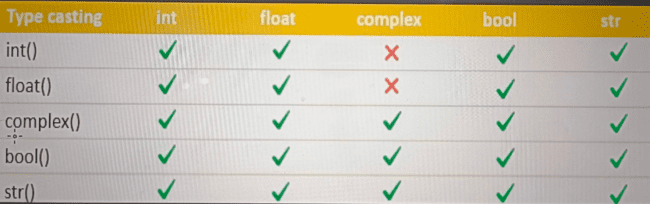 Type casting int float complex bool str
int() ✓ ✓ ✗ ✓ ✓
float() ✓ ✓ ✗ ✓ ✓
complex() ✓ ✓ ✓ ✓ ✓
bool() ✓ ✓ ✓ ✓ ✓
str() ✓ ✓ ✓ ✓ ✓